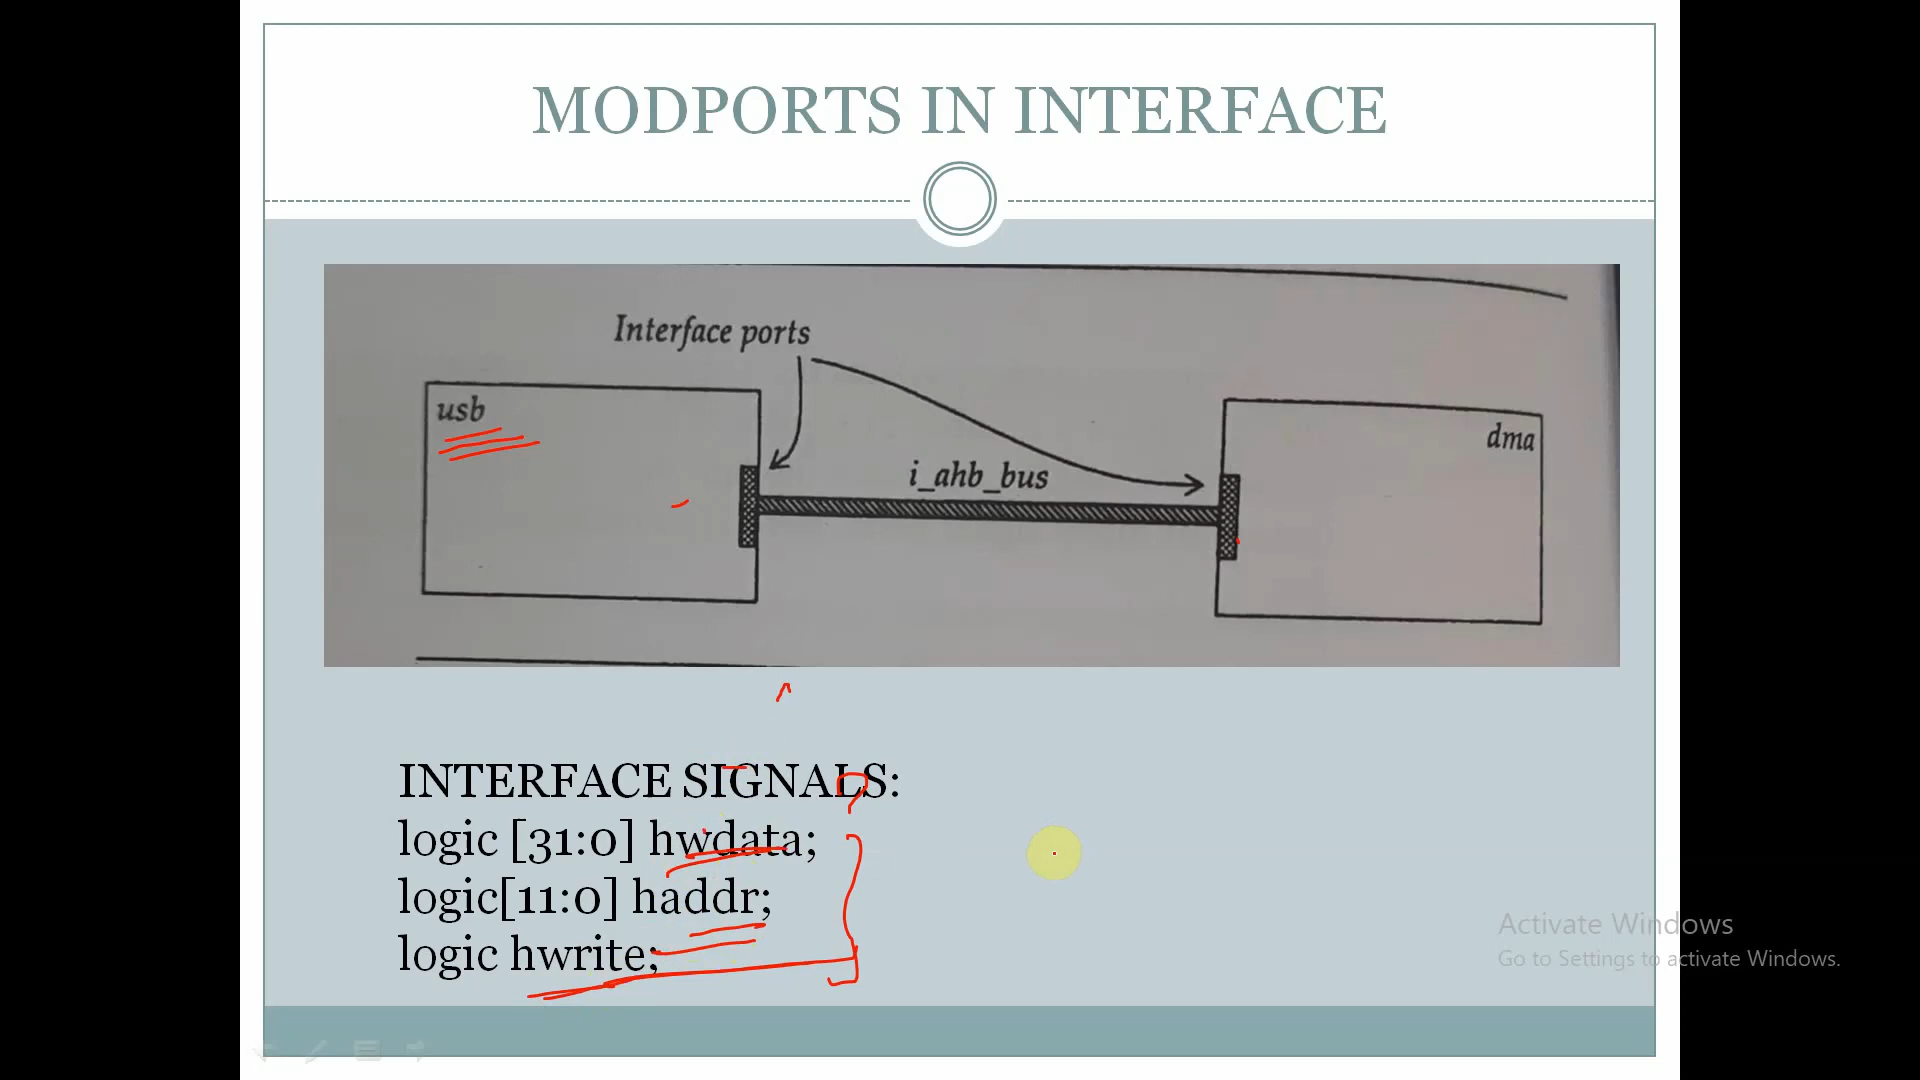 MODPORTS IN INTERFACE
Interface ports
usb
dma
i_ahb_bus
INTERFACE SIGNALS:
logic [31:0] hwdata;
logic[11:0] haddr;
logic hwrite;
Activate Windows
Go to Settings to activate Windows.